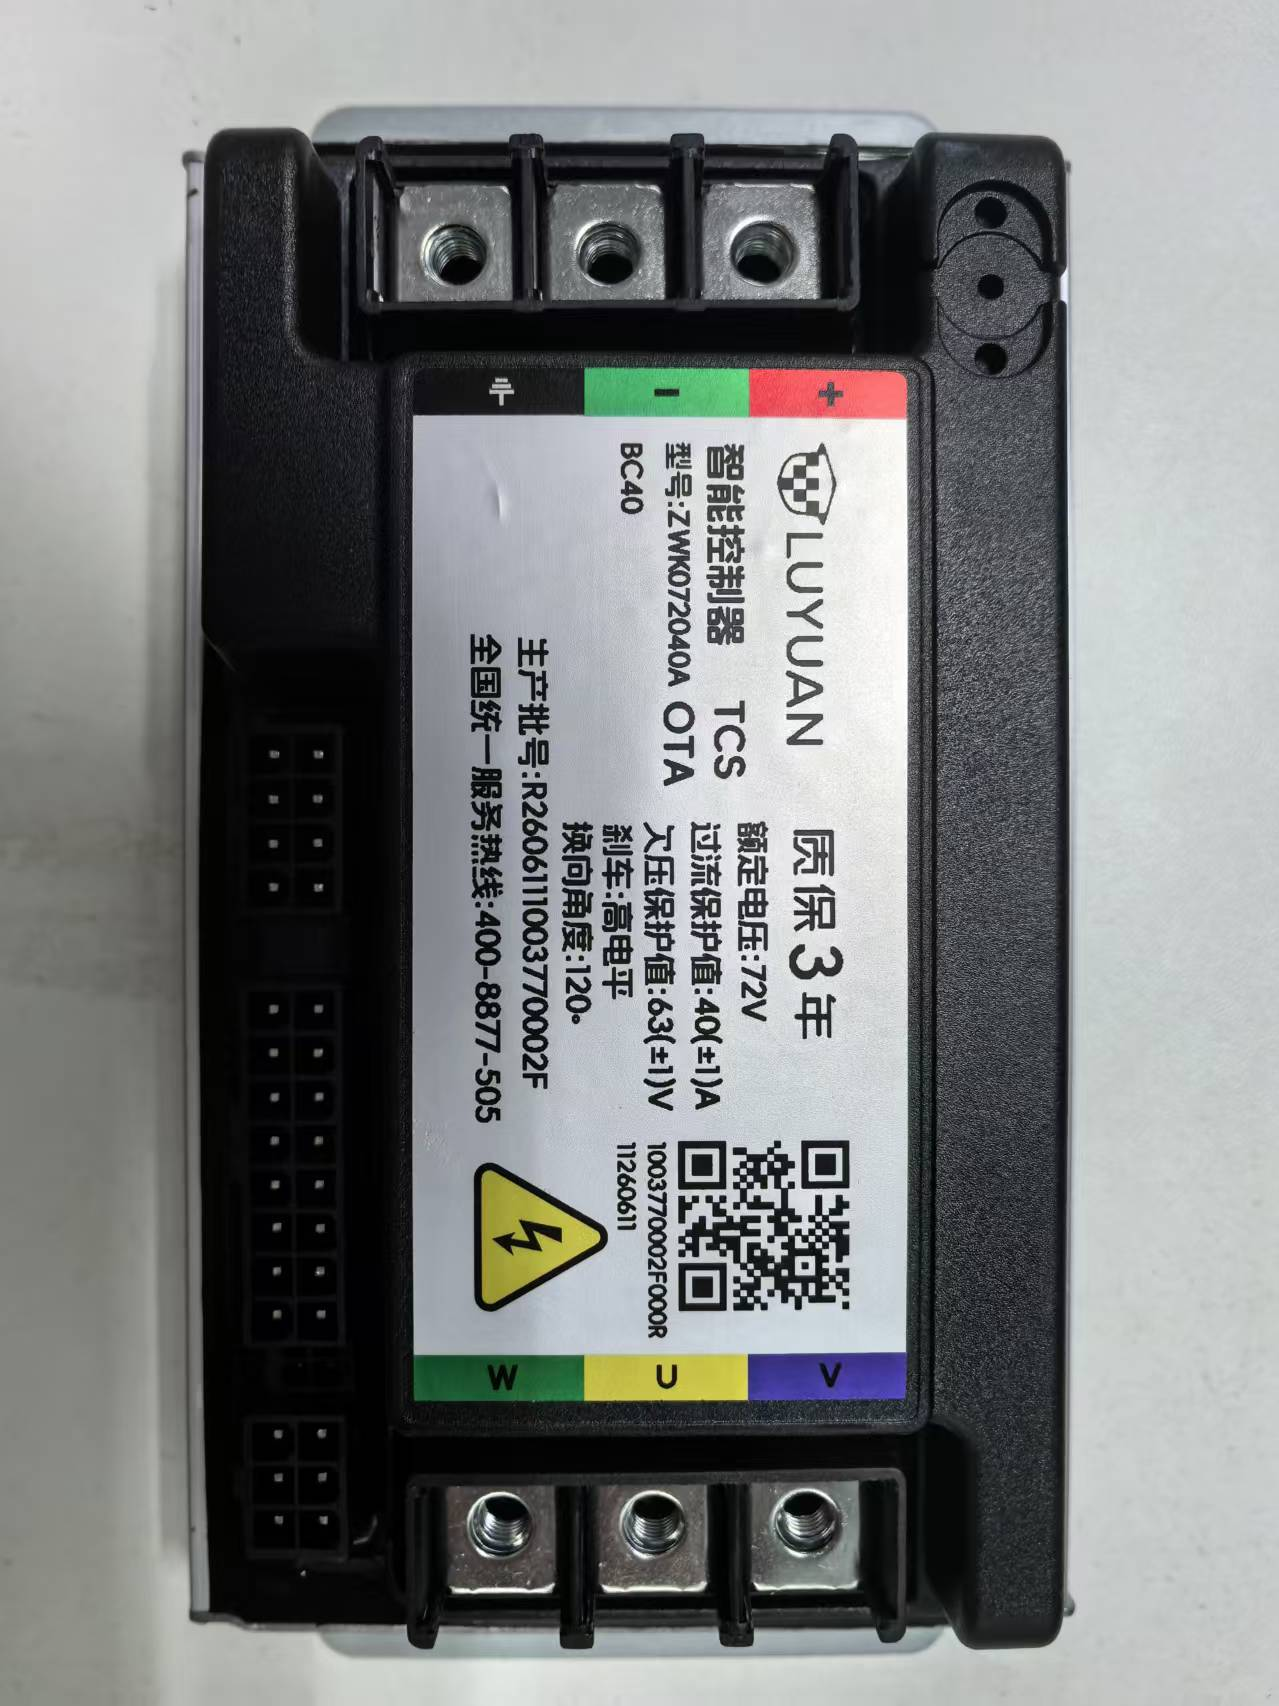 LUYUAN
智能控制器 TCS
型号:ZWK072040A OTA
BC40
质保3年
额定电压:72V
过流保护值:40(±1)A
欠压保护值:63(±1)V
刹车:高电平
换向角度:120°
生产批号:R2606111003770002F
全国统一服务热线:400-8877-505
1003770002F000R
11260611
+
-
V
U
W